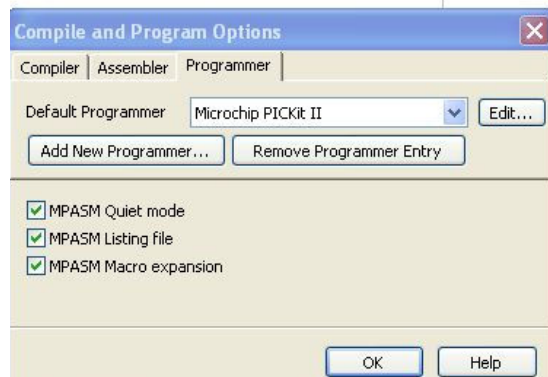 Compile and Program Options
Compiler Assembler Programmer
Default Programmer Microchip PICKit II Edit...
Add New Programmer... Remove Programmer Entry
MPASM Quiet mode
MPASM Listing file
MPASM Macro expansion
OK Help